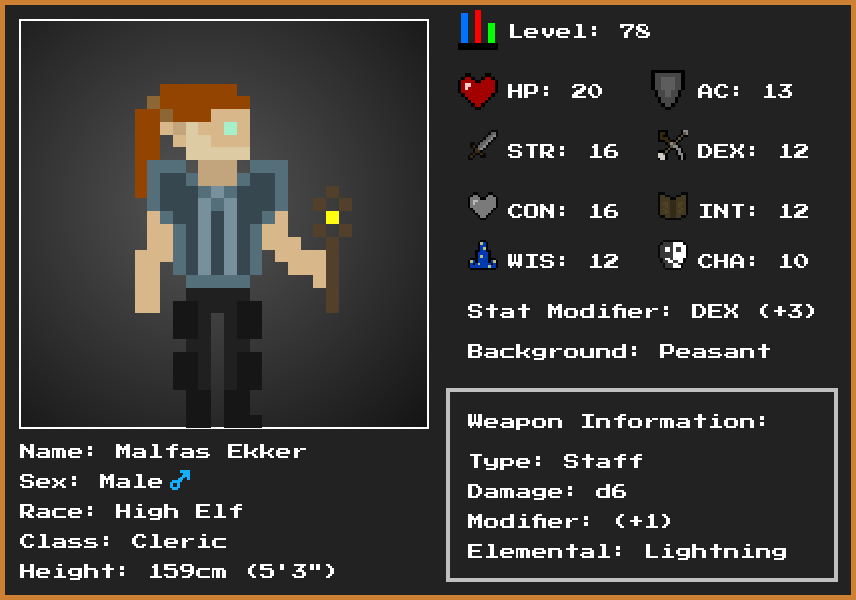 Level: 78
HP: 20
AC: 13
STR: 16
DEX: 12
CON: 16
INT: 12
WIS: 12
CHA: 10
Stat Modifier: DEX (+3)
Background: Peasant
Weapon Information:
Type: Staff
Damage: d6
Modifier: (+1)
Elemental: Lightning
Name: Malfas Ekker
Sex: Male♂
Race: High Elf
Class: Cleric
Height: 159cm (5'3")